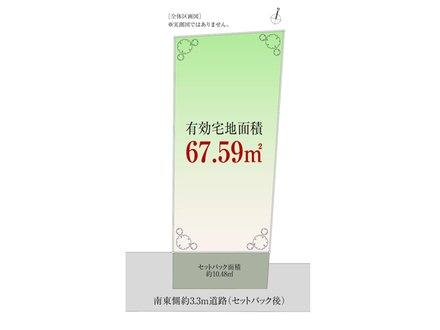 [全体区画図]
※実測図ではありません。
有効宅地面積
67.59㎡
セットバック面積
約10.48㎡
南東側約3.3m道路（セットバック後）